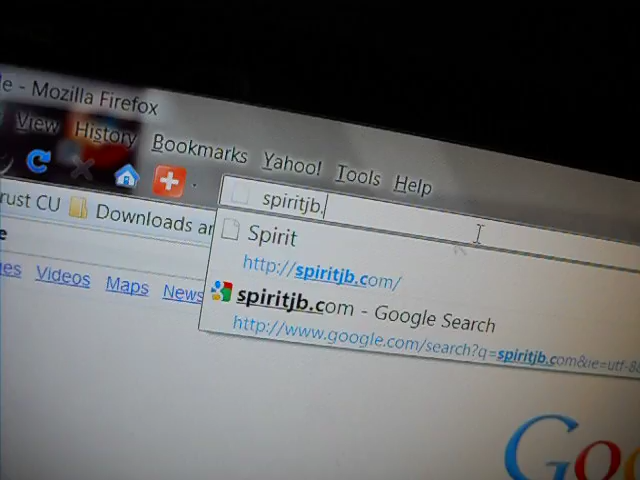 e - Mozilla Firefox
View History Bookmarks Yahoo! Tools Help
spiritjb.
rust CU Downloads an
Spirit
http://spiritjb.com/
e
es Videos Maps News
spiritjb.com - Google Search
http://www.google.com/search?q=spiritjb.com&ie=utf-8&
Goo